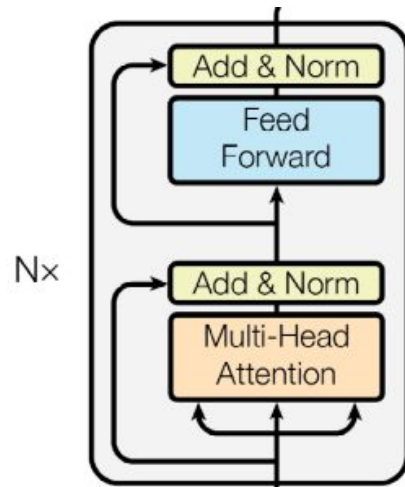 Add & Norm
Feed
Forward
N×
Add & Norm
Multi-Head
Attention